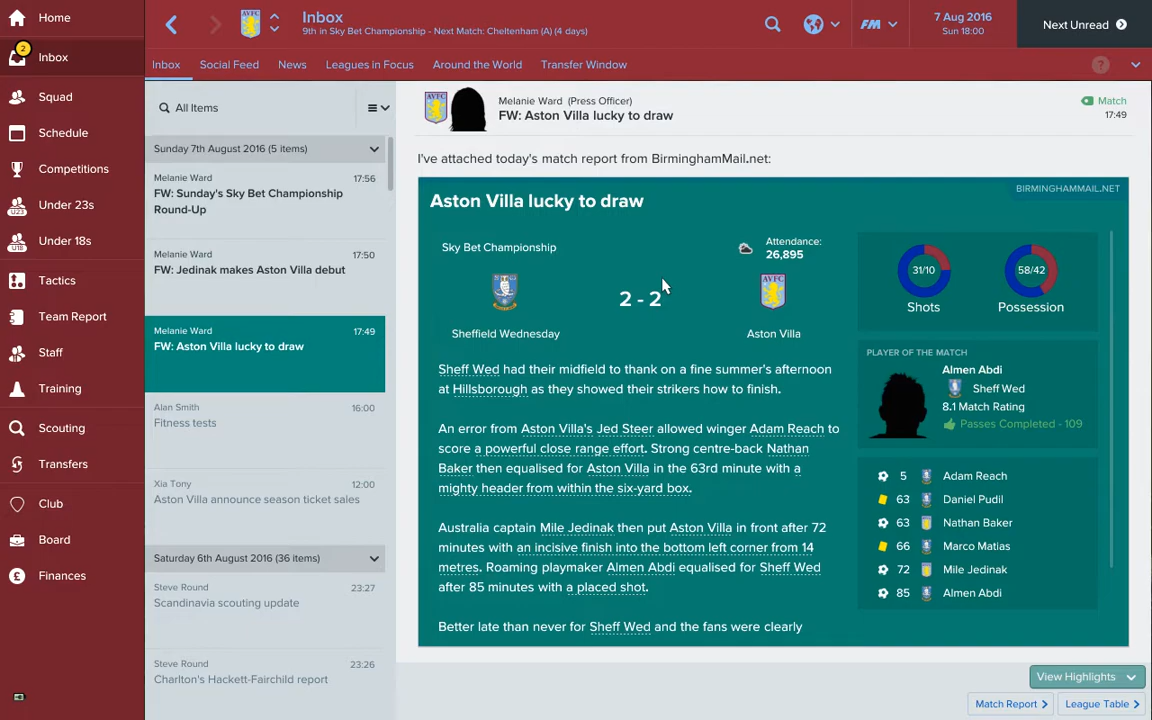 Home
2
Inbox
Squad
Schedule
Competitions
U23
Under 23s
U18
Under 18s
Tactics
Team Report
Staff
Training
Scouting
Transfers
Club
Board
Finances
AVFC
Inbox
9th in Sky Bet Championship - Next Match: Cheltenham (A) (4 days)
FM
7 Aug 2016
Sun 18:00
Next Unread
Inbox
Social Feed
News
Leagues in Focus
Around the World
Transfer Window
?
All Items
Sunday 7th August 2016 (5 items)
Melanie Ward 17:56
FW: Sunday's Sky Bet Championship
Round-Up
Melanie Ward 17:50
FW: Jedinak makes Aston Villa debut
Melanie Ward 17:49
FW: Aston Villa lucky to draw
Alan Smith 16:00
Fitness tests
Xia Tony 12:00
Aston Villa announce season ticket sales
Saturday 6th August 2016 (36 items)
Steve Round 23:27
Scandinavia scouting update
Steve Round 23:26
Charlton's Hackett-Fairchild report
AVFC
Melanie Ward (Press Officer)
FW: Aston Villa lucky to draw
Match
17:49
I've attached today's match report from BirminghamMail.net:
BIRMINGHAMMAIL.NET
Aston Villa lucky to draw
Sky Bet Championship
Attendance:
26,895
2 - 2
AVFC
Sheffield Wednesday
Aston Villa
Sheff Wed had their midfield to thank on a fine summer's afternoon
at Hillsborough as they showed their strikers how to finish.
An error from Aston Villa's Jed Steer allowed winger Adam Reach to
score a powerful close range effort. Strong centre-back Nathan
Baker then equalised for Aston Villa in the 63rd minute with a
mighty header from within the six-yard box.
Australia captain Mile Jedinak then put Aston Villa in front after 72
minutes with an incisive finish into the bottom left corner from 14
metres. Roaming playmaker Almen Abdi equalised for Sheff Wed
after 85 minutes with a placed shot.
Better late than never for Sheff Wed and the fans were clearly
31/10
Shots
58/42
Possession
PLAYER OF THE MATCH
Almen Abdi
Sheff Wed
8.1 Match Rating
Passes Completed - 109
5 Adam Reach
63 Daniel Pudil
63 Nathan Baker
66 Marco Matias
72 Mile Jedinak
85 Almen Abdi
View Highlights
Match Report
League Table